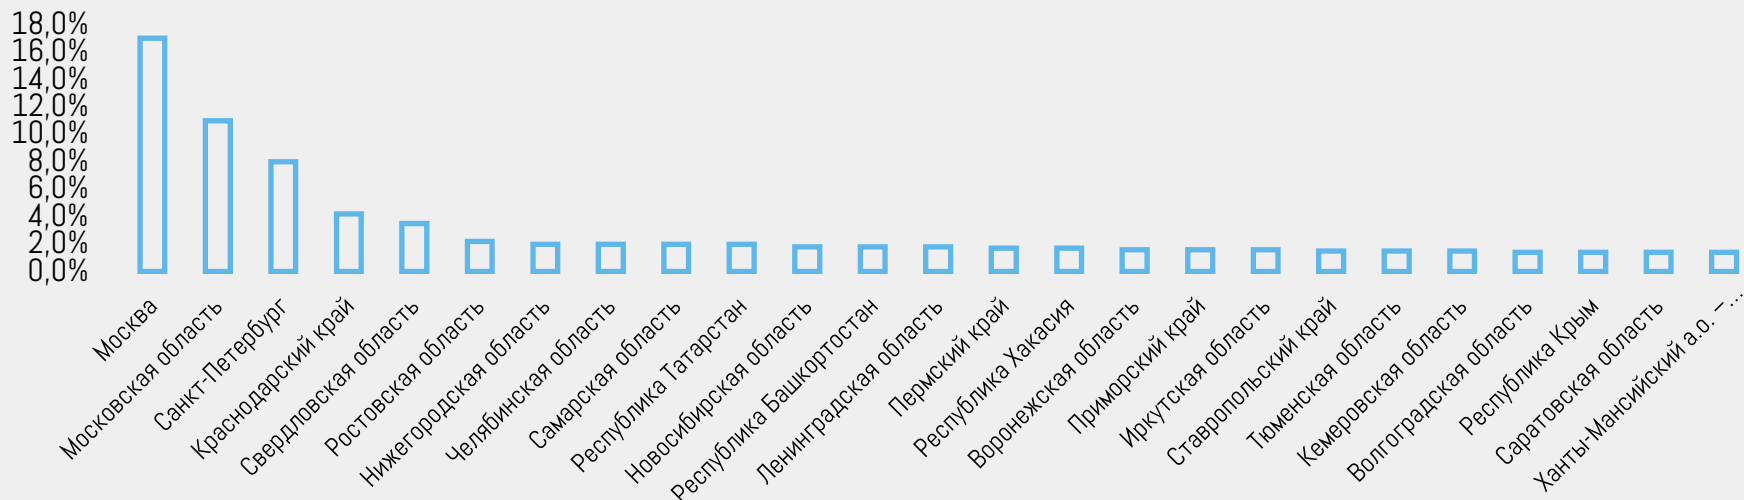 18,0%
16,0%
14,0%
12,0%
10,0%
8,0%
6,0%
4,0%
2,0%
0,0%
Москва
Московская область
Санкт-Петербург
Краснодарский край
Свердловская область
Ростовская область
Нижегородская область
Челябинская область
Самарская область
Республика Татарстан
Новосибирская область
Республика Башкортостан
Ленинградская область
Пермский край
Республика Хакасия
Воронежская область
Приморский край
Иркутская область
Ставропольский край
Тюменская область
Кемеровская область
Волгоградская область
Республика Крым
Саратовская область
Ханты-Мансийский а.о. – ...